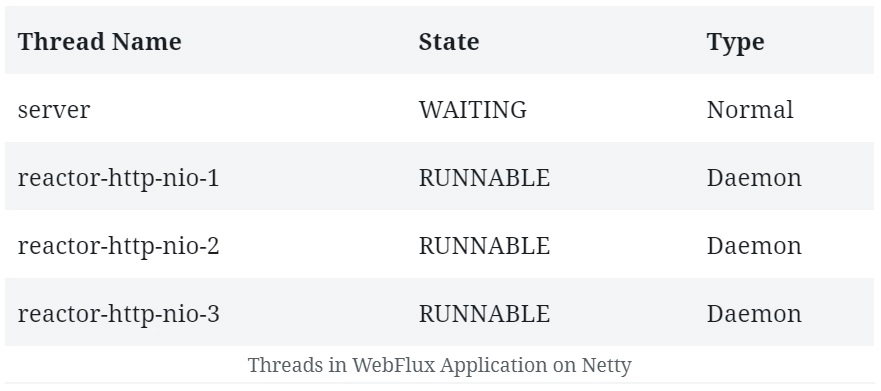 Thread Name State Type
server WAITING Normal
reactor-http-nio-1 RUNNABLE Daemon
reactor-http-nio-2 RUNNABLE Daemon
reactor-http-nio-3 RUNNABLE Daemon
Threads in WebFlux Application on Netty